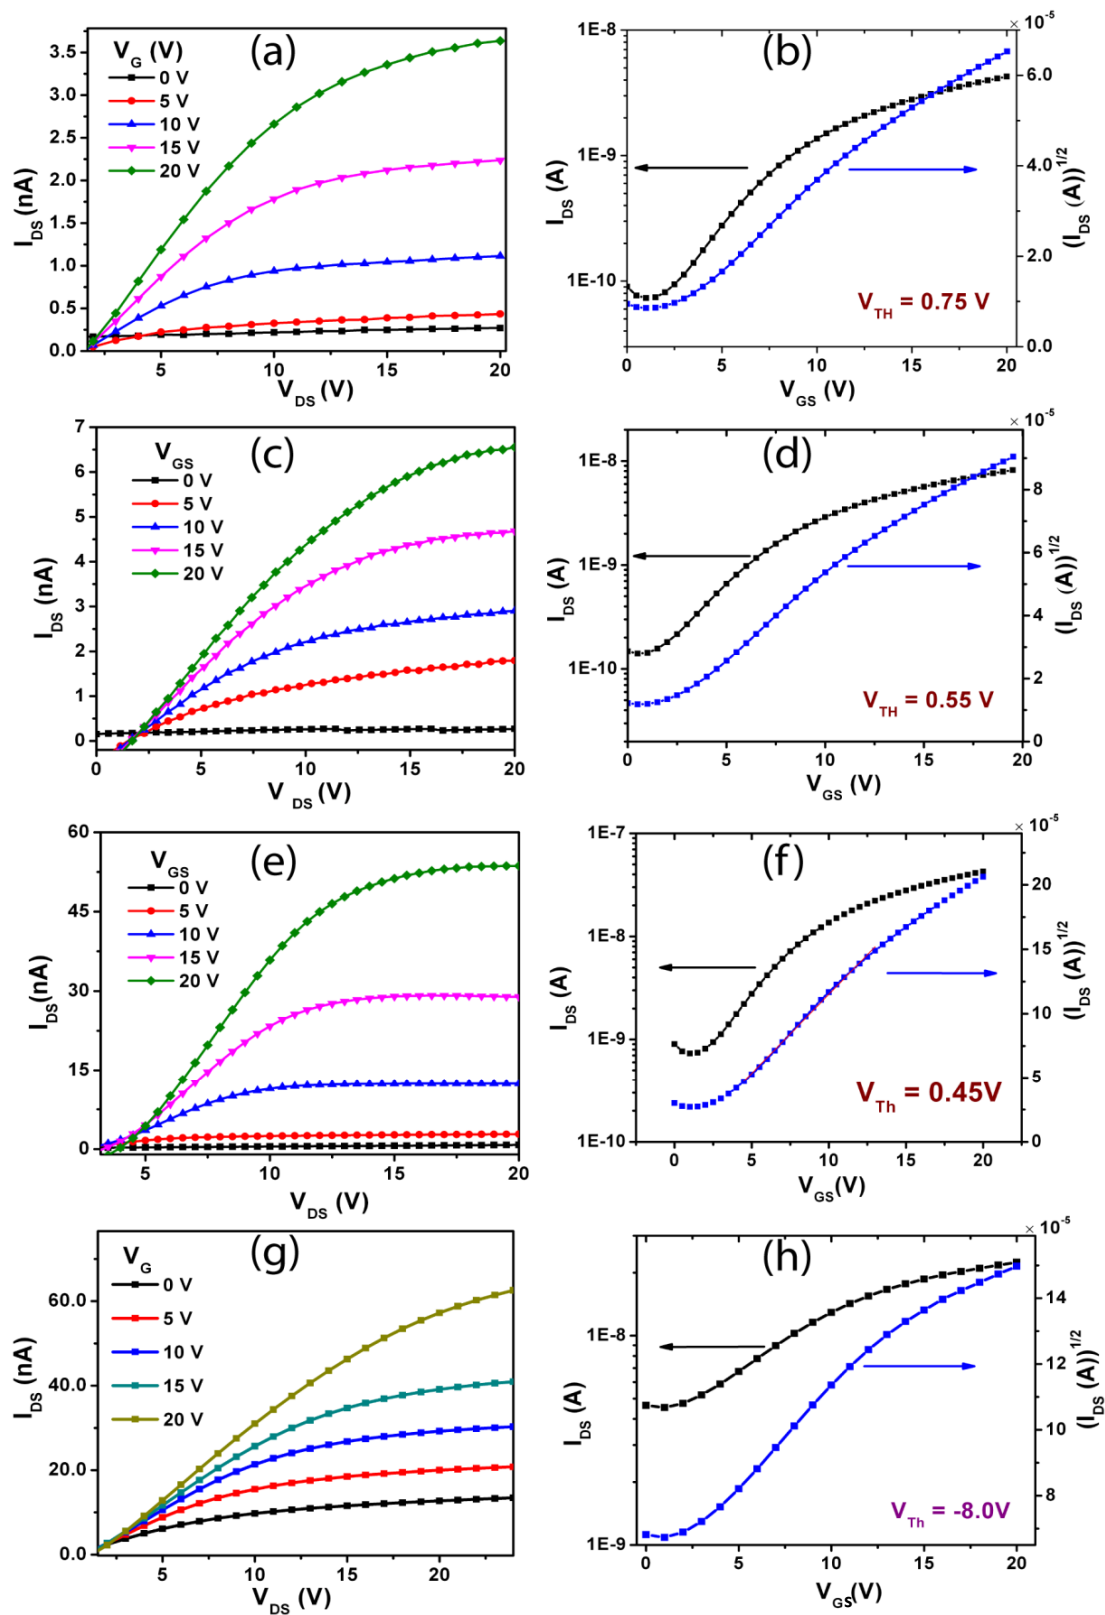 (a)
V_G (V)
0 V
5 V
10 V
15 V
20 V
3.5
3.0
2.5
2.0
1.5
1.0
0.5
0.0
I_DS (nA)
5 10 15 20
V_DS (V)
(b)
× 10^-5
1E-8
1E-9
1E-10
I_DS (A)
6.0
4.0
2.0
0.0
(I_DS (A))^1/2
V_TH = 0.75 V
0 5 10 15 20
V_GS (V)
(c)
V_GS
0 V
5 V
10 V
15 V
20 V
7
6
5
4
3
2
1
0
I_DS (nA)
0 5 10 15 20
V_DS (V)
(d)
× 10^-5
1E-8
1E-9
1E-10
I_DS (A)
8
6
4
2
0
(I_DS (A))^1/2
V_TH = 0.55 V
0 5 10 15 20
V_GS (V)
(e)
V_GS
0 V
5 V
10 V
15 V
20 V
60
45
30
15
0
I_DS(nA)
5 10 15 20
V_DS (V)
(f)
× 10^-5
1E-7
1E-8
1E-9
1E-10
I_DS (A)
20
15
10
5
0
(I_DS (A))^1/2
V_Th = 0.45V
0 5 10 15 20
V_GS(V)
(g)
V_G
0 V
5 V
10 V
15 V
20 V
60.0
40.0
20.0
0.0
I_DS (nA)
5 10 15 20
V_DS (V)
(h)
× 10^-5
1E-8
1E-9
I_DS (A)
14
12
10
8
(I_DS (A))^1/2
V_Th = -8.0V
0 5 10 15 20
V_GS(V)